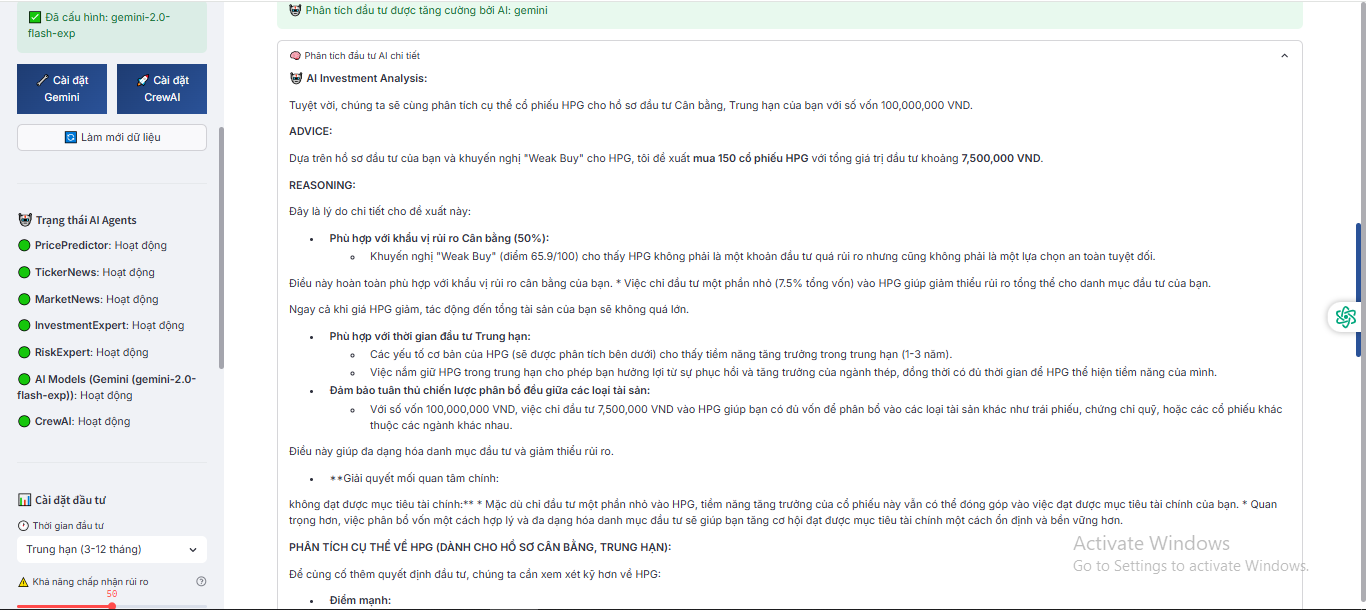 Đã cấu hình: gemini-2.0-
flash-exp
Cài đặt
Gemini
Cài đặt
CrewAI
Làm mới dữ liệu
Trạng thái AI Agents
PricePredictor: Hoạt động
TickerNews: Hoạt động
MarketNews: Hoạt động
InvestmentExpert: Hoạt động
RiskExpert: Hoạt động
AI Models (Gemini (gemini-2.0-
flash-exp)): Hoạt động
CrewAI: Hoạt động
Cài đặt đầu tư
Thời gian đầu tư
Trung hạn (3-12 tháng)
Khả năng chấp nhận rủi ro
50
Phân tích đầu tư được tăng cường bởi AI: gemini
Phân tích đầu tư AI chi tiết
AI Investment Analysis:
Tuyệt vời, chúng ta sẽ cùng phân tích cụ thể cổ phiếu HPG cho hồ sơ đầu tư Cân bằng, Trung hạn của bạn với số vốn 100,000,000 VND.
ADVICE:
Dựa trên hồ sơ đầu tư của bạn và khuyến nghị "Weak Buy" cho HPG, tôi đề xuất mua 150 cổ phiếu HPG với tổng giá trị đầu tư khoảng 7,500,000 VND.
REASONING:
Đây là lý do chi tiết cho đề xuất này:
• Phù hợp với khẩu vị rủi ro Cân bằng (50%):
Khuyến nghị "Weak Buy" (điểm 65.9/100) cho thấy HPG không phải là một khoản đầu tư quá rủi ro nhưng cũng không phải là một lựa chọn an toàn tuyệt đối.
Điều này hoàn toàn phù hợp với khẩu vị rủi ro cân bằng của bạn. * Việc chỉ đầu tư một phần nhỏ (7.5% tổng vốn) vào HPG giúp giảm thiểu rủi ro tổng thể cho danh mục đầu tư của bạn.
Ngay cả khi giá HPG giảm, tác động đến tổng tài sản của bạn sẽ không quá lớn.
• Phù hợp với thời gian đầu tư Trung hạn:
Các yếu tố cơ bản của HPG (sẽ được phân tích bên dưới) cho thấy tiềm năng tăng trưởng trong trung hạn (1-3 năm).
Việc nắm giữ HPG trong trung hạn cho phép bạn hưởng lợi từ sự phục hồi và tăng trưởng của ngành thép, đồng thời có đủ thời gian để HPG thể hiện tiềm năng của mình.
• Đảm bảo tuân thủ chiến lược phân bổ đều giữa các loại tài sản:
Với số vốn 100,000,000 VND, việc chỉ đầu tư 7,500,000 VND vào HPG giúp bạn có đủ vốn để phân bổ vào các loại tài sản khác như trái phiếu, chứng chỉ quỹ, hoặc các cổ phiếu khác
thuộc các ngành khác nhau.
Điều này giúp đa dạng hóa danh mục đầu tư và giảm thiểu rủi ro.
• **Giải quyết mối quan tâm chính:
không đạt được mục tiêu tài chính:** * Mặc dù chỉ đầu tư một phần nhỏ vào HPG, tiềm năng tăng trưởng của cổ phiếu này vẫn có thể đóng góp vào việc đạt được mục tiêu tài chính của bạn. * Quan
trọng hơn, việc phân bổ vốn một cách hợp lý và đa dạng hóa danh mục đầu tư sẽ giúp bạn tăng cơ hội đạt được mục tiêu tài chính một cách ổn định và bền vững hơn.
PHÂN TÍCH CỤ THỂ VỀ HPG (DÀNH CHO HỒ SƠ CÂN BẰNG, TRUNG HẠN):
Để củng cố thêm quyết định đầu tư, chúng ta cần xem xét kỹ hơn về HPG:
• Điểm mạnh:
Activate Windows
Go to Settings to activate Windows.